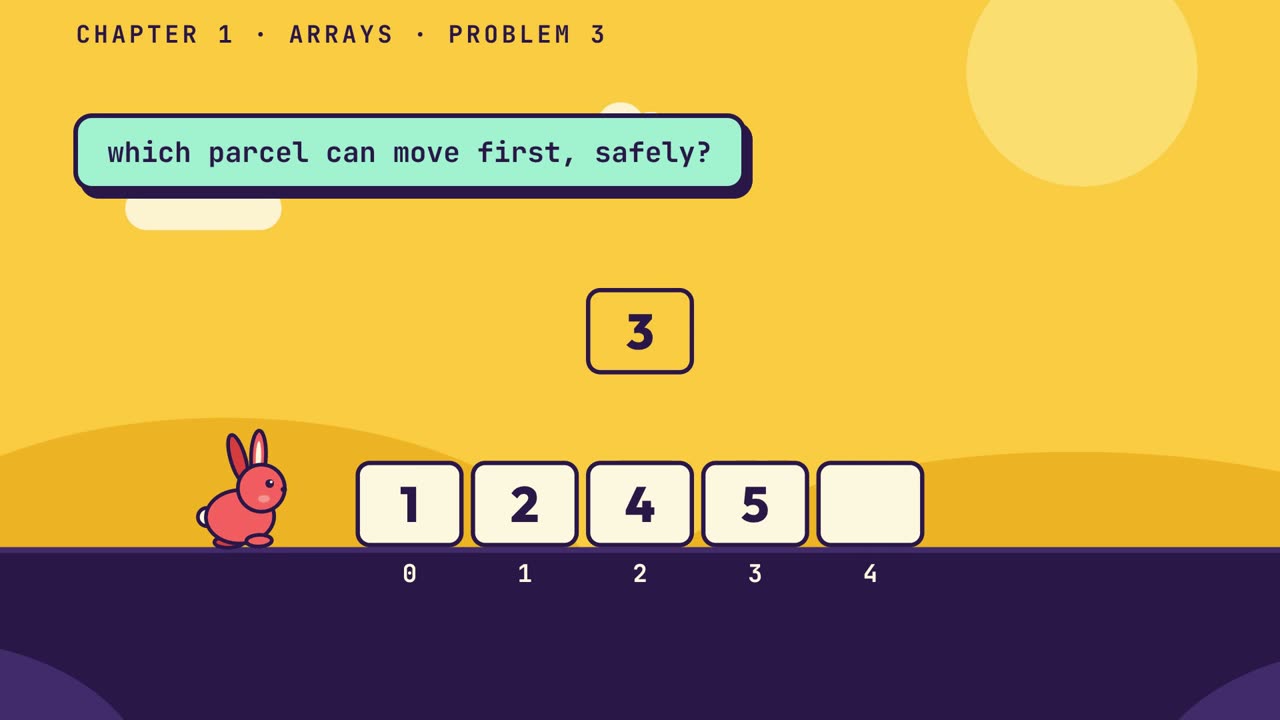 CHAPTER 1 · ARRAYS · PROBLEM 3
which parcel can move first, safely?
3
1 2 4 5
0 1 2 3 4